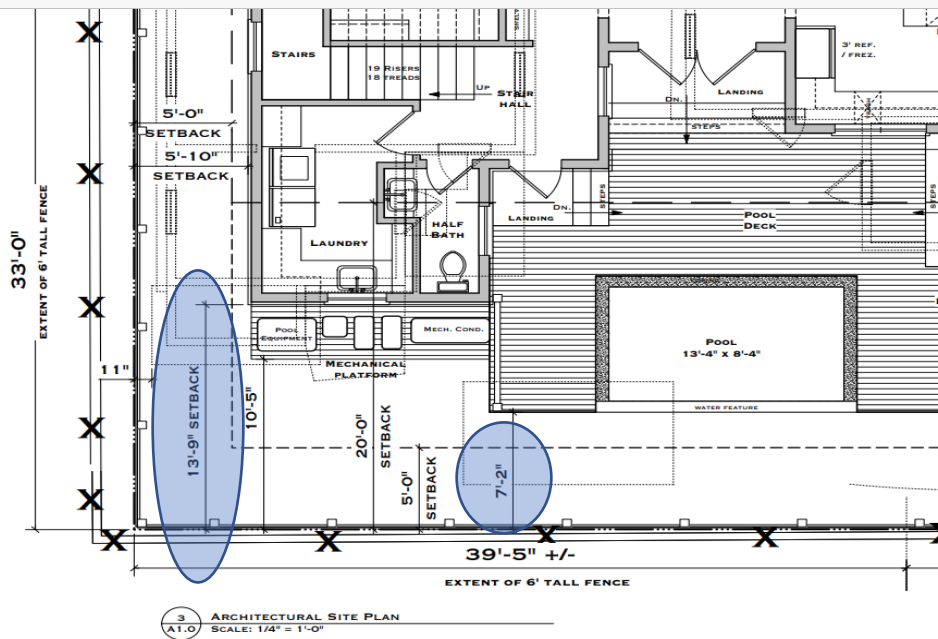 3' REF.
/ FREZ.
STAIRS
19 RISERS
18 TREADS
UP
STAIR
HALL
LANDING
DN.
STEPS
5'-0"
SETBACK
5'-10"
SETBACK
33'-0"
EXTENT OF 6' TALL FENCE
LAUNDRY
HALF
BATH
DN.
LANDING
STEPS
POOL
DECK
STEPS
POOL
EQUIPMENT
MECH. COND.
MECHANICAL
PLATFORM
POOL
13'-4" X 8'-4"
WATER FEATURE
11"
13'-9" SETBACK
10'-5"
20'-0"
SETBACK
5'-0"
SETBACK
7'-2"
39'-5" +/-
EXTENT OF 6' TALL FENCE
3
A1.0
ARCHITECTURAL SITE PLAN
SCALE: 1/4" = 1'-0"